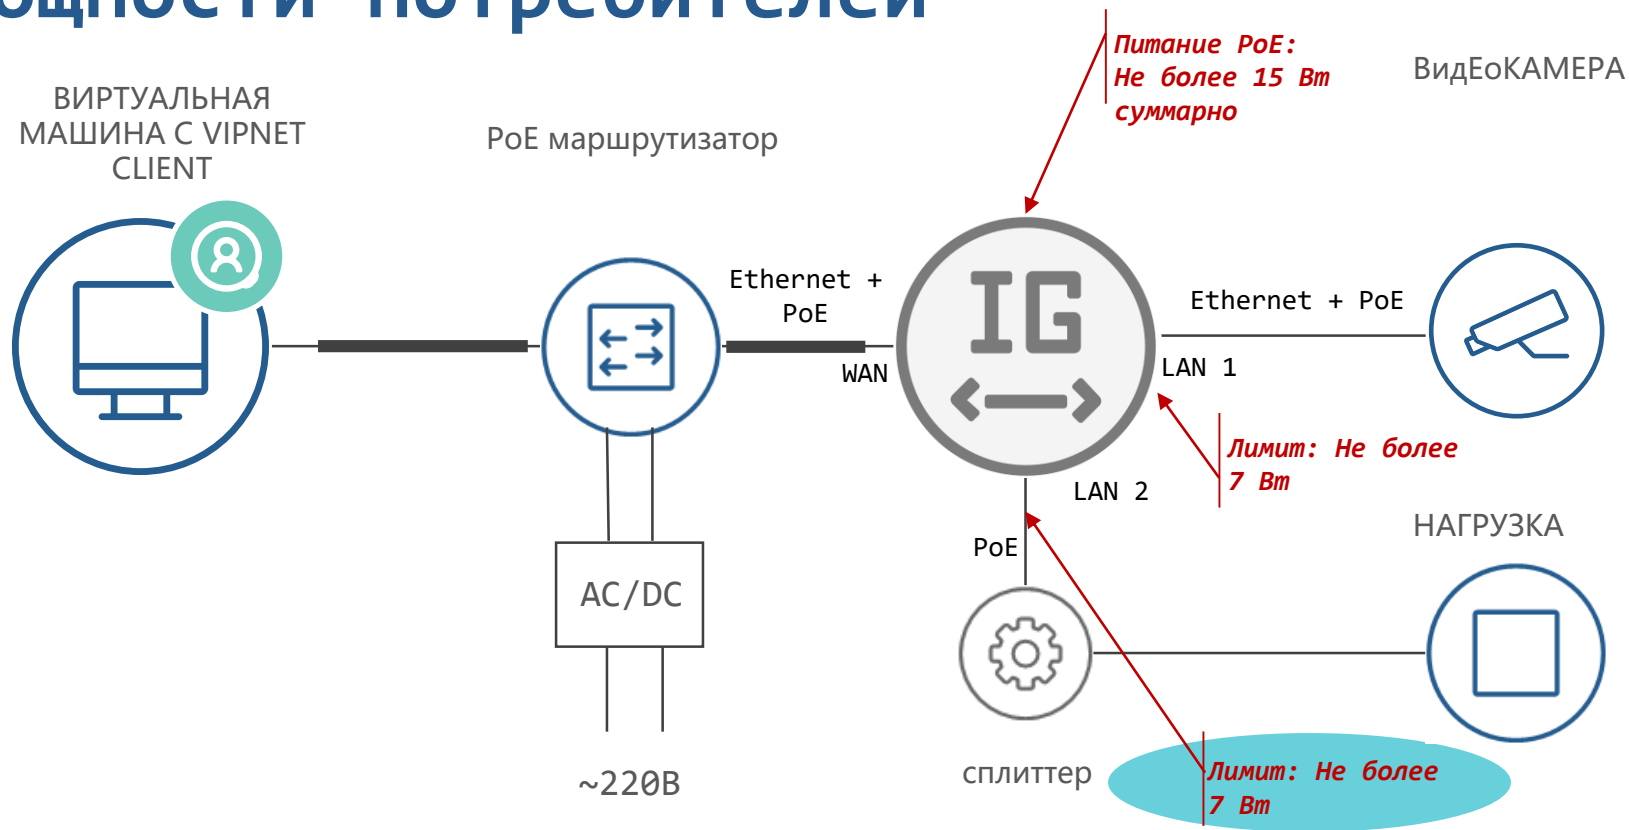 потребителей
Питание PoE:
Не более 15 Вт
суммарно
ВидЕоКАМЕРА
ВИРТУАЛЬНАЯ
МАШИНА С VIPNET
CLIENT
PoE маршрутизатор
Ethernet +
PoE
WAN
IG
Ethernet + PoE
LAN 1
Лимит: Не более
7 Вт
LAN 2
PoE
НАГРУЗКА
AC/DC
~220В
сплиттер
Лимит: Не более
7 Вт